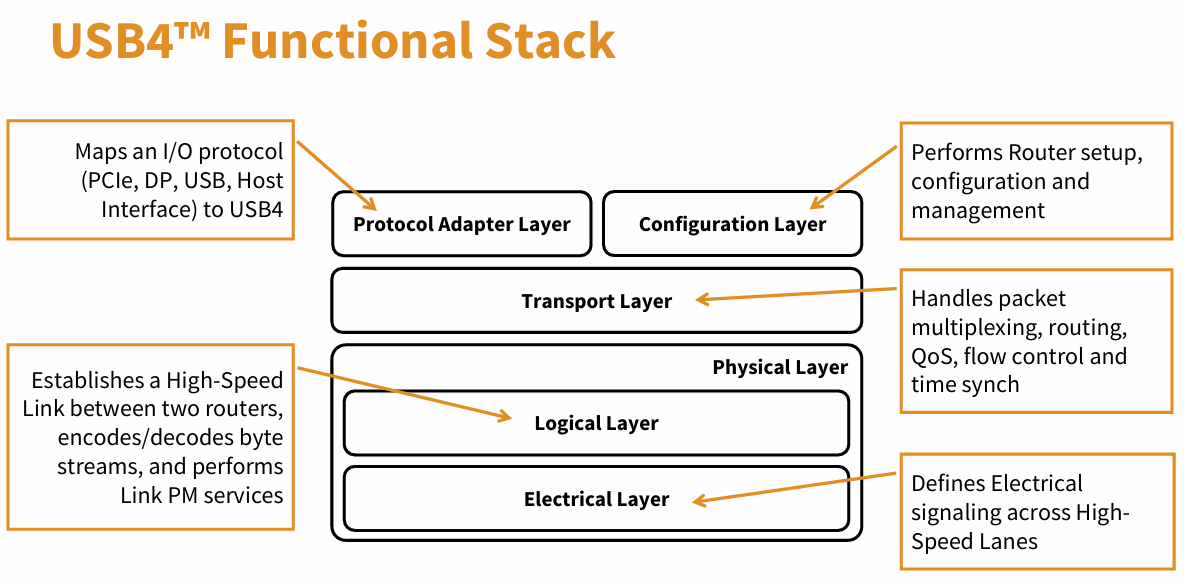 USB4™ Functional Stack
Maps an I/O protocol
(PCIe, DP, USB, Host
Interface) to USB4
Performs Router setup,
configuration and
management
Protocol Adapter Layer
Configuration Layer
Transport Layer
Handles packet
multiplexing, routing,
QoS, flow control and
time synch
Physical Layer
Establishes a High-Speed
Link between two routers,
encodes/decodes byte
streams, and performs
Link PM services
Logical Layer
Electrical Layer
Defines Electrical
signaling across High-
Speed Lanes